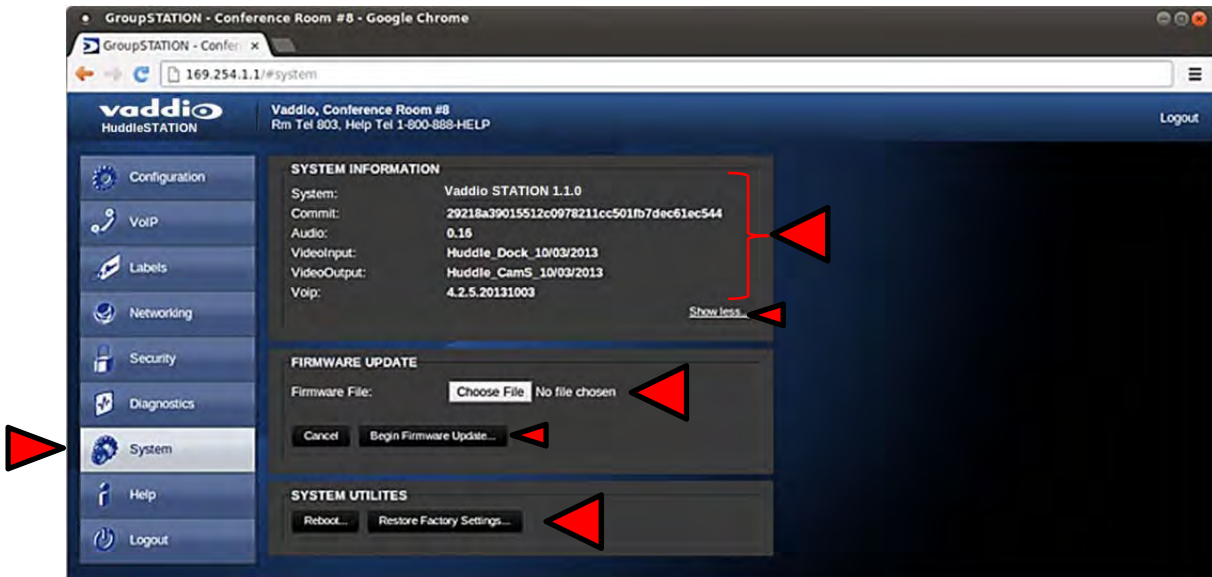 GroupSTATION - Conference Room #8 - Google Chrome
GroupSTATION - Confer
169.254.1.1/#system
vaddio
HuddleSTATION
Vaddio, Conference Room #8
Rm Tel 803, Help Tel 1-800-888-HELP
Logout
Configuration
VoIP
Labels
Networking
Security
Diagnostics
System
Help
Logout
SYSTEM INFORMATION
System: Vaddio STATION 1.1.0
Commit: 29218a39015512c0978211cc501fb7dec61ec544
Audio: 0.16
VideoInput: Huddle_Dock_10/03/2013
VideoOutput: Huddle_CamS_10/03/2013
Voip: 4.2.5.20131003
Show less...
FIRMWARE UPDATE
Firmware File: Choose File No file chosen
Cancel Begin Firmware Update...
SYSTEM UTILITES
Reboot... Restore Factory Settings...